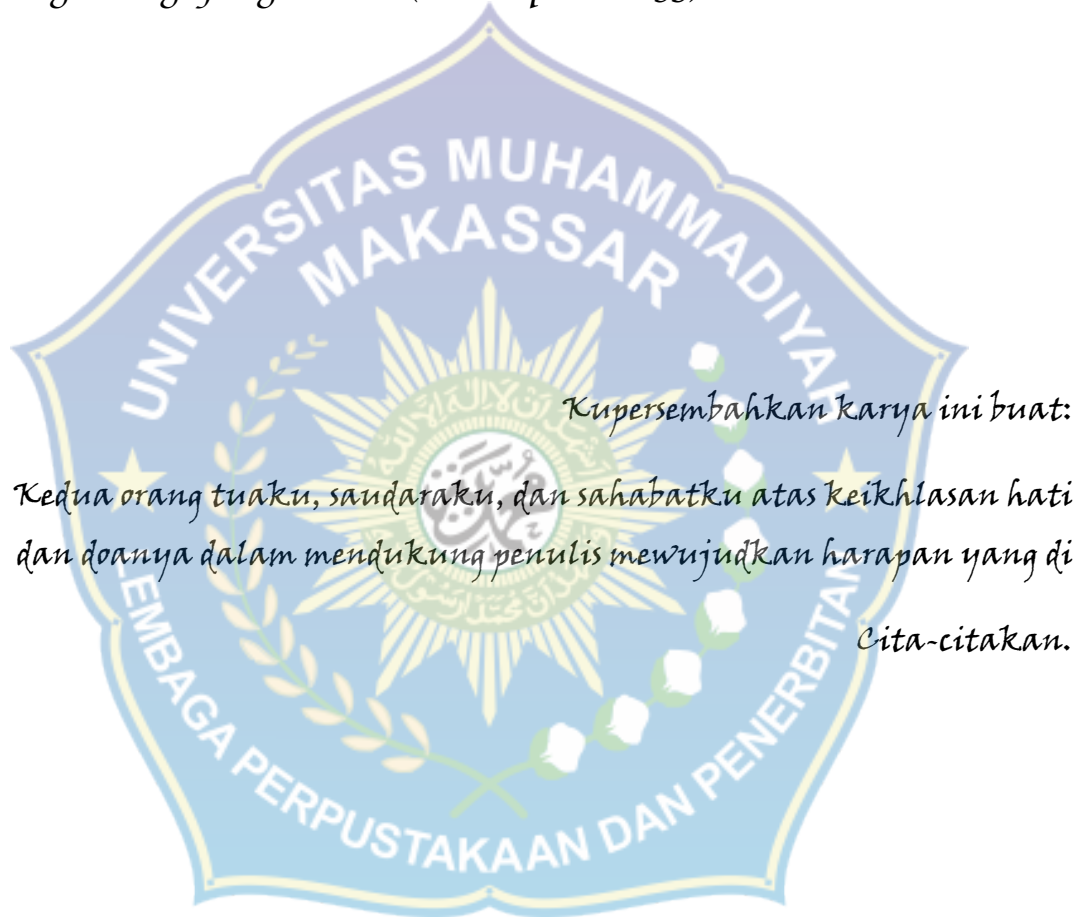 UNIVERSITAS MUHAMMADIYAH
MAKASSAR
Kupersembahkan karya ini buat:
Kedua orang tuaku, saudaraku, dan sahabatku atas keikhlasan hati
dan doanya dalam mendukung penulis mewujudkan harapan yang di
Cita-citakan.
LEMBAGA PERPUSTAKAAN DAN PENERBITAN